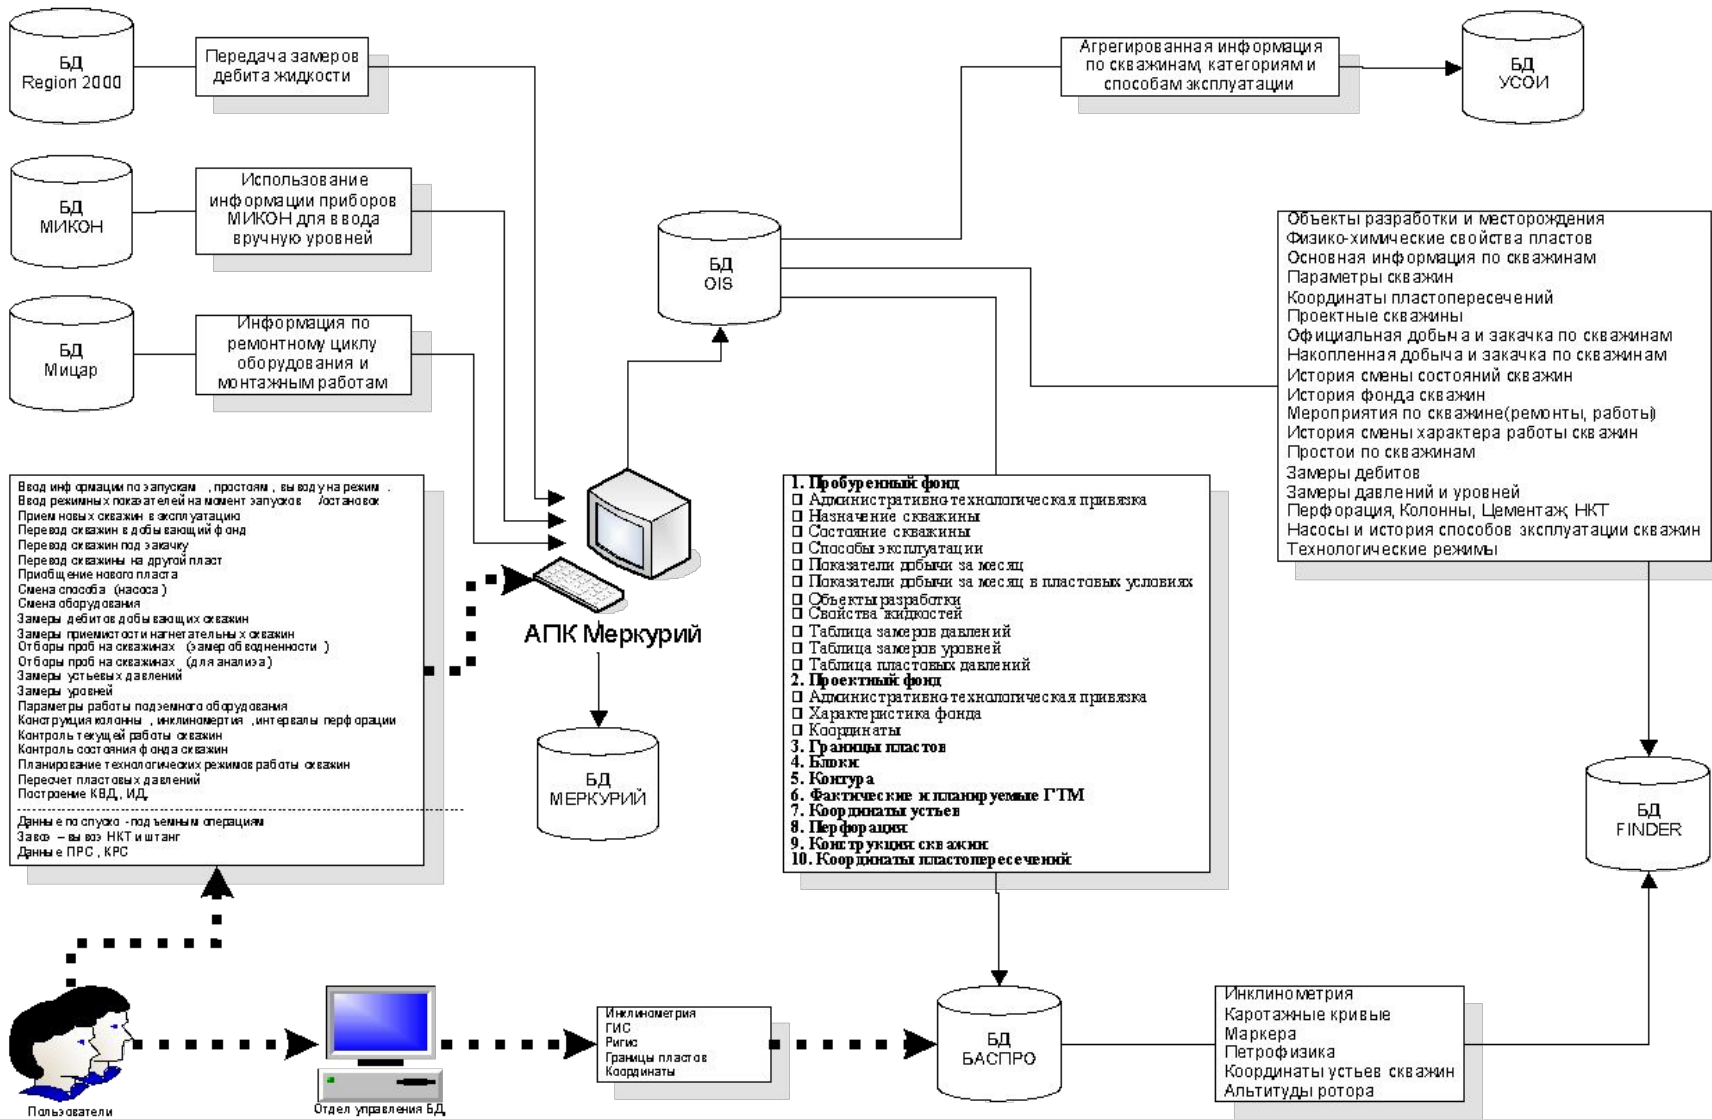 БД
Region 2000
Передача замеров
дебита жидкости
БД
МИКОН
Использование
информации приборов
МИКОН для ввода
вручную уровней
БД
Мицар
Информация по
ремонтному циклу
оборудования и
монтажным работам
Агрегированная информация
по скважинам, категориям и
способам эксплуатации
БД
УСОИ
БД
OIS
Объекты разработки и месторождения
Физико-химические свойства пластов
Основная информация по скважинам
Параметры скважин
Координаты пластопересечений
Проектные скважины
Официальная добыча и закачка по скважинам
Накопленная добыча и закачка по скважинам
История смены состояний скважин
История фонда скважин
Мероприятия по скважине(ремонты, работы)
История смены характера работы скважин
Простои по скважинам
Замеры дебитов
Замеры давлений и уровней
Перфорация, Колонны, Цементаж, НКТ
Насосы и история способов эксплуатации скважин
Технологические режимы
Ввод информации по запускам , простоям , выводу на режим .
Ввод режимных показателей на момент запусков /остановок
Прием новых скважин в эксплуатацию
Перевод скважин в добывающий фонд
Перевод скважин под закачку
Перевод скважины на другой пласт
Приобщение нового пласта
Смена способа (насоса)
Смена оборудования
Замеры дебитов добывающих скважин
Замеры приемистости нагнетательных скважин
Отборы проб на скважинах (замер обводненности )
Отборы проб на скважинах (для анализа)
Замеры устьевых давлений
Замеры уровней
Параметры работы подземного оборудования
Конструкция колонны , инклиномертия , интервалы перфорации
Контроль текущей работы скважин
Контроль состояния фонда скважин
Планирование технологических режимов работы скважин
Пересчет пластовых давлений
Построение КВД, ИД,
Данные по спуско -подъемным операциям
Завоз – вывоз НКТ и штанг
Данные ПРС , КРС
АПК Меркурий
БД
МЕРКУРИЙ
1. Пробуренный фонд
Административно-технологическая привязка
Назначение скважины
Состояние скважины
Способы эксплуатации
Показатели добычи за месяц
Показатели добычи за месяц в пластовых условиях
Объекты разработки
Свойства жидкостей
Таблица замеров давлений
Таблица замеров уровней
Таблица пластовых давлений
2. Проектный фонд
Административно-технологическая привязка
Характеристика фонда
Координаты
3. Границы пластов
4. Блоки
5. Контура
6. Фактические и планируемые ГТМ
7. Координаты устьев
8. Перфорация
9. Конструкция скважин
10. Координаты пластопересечений
БД
FINDER
Пользователи
Отдел управления БД,
Инклинометрия
ГИС
Ригис
Границы пластов
Координаты
БД
БАСПРО
Инклинометрия
Каротажные кривые
Маркера
Петрофизика
Координаты устьев скважин
Альтитуды ротора